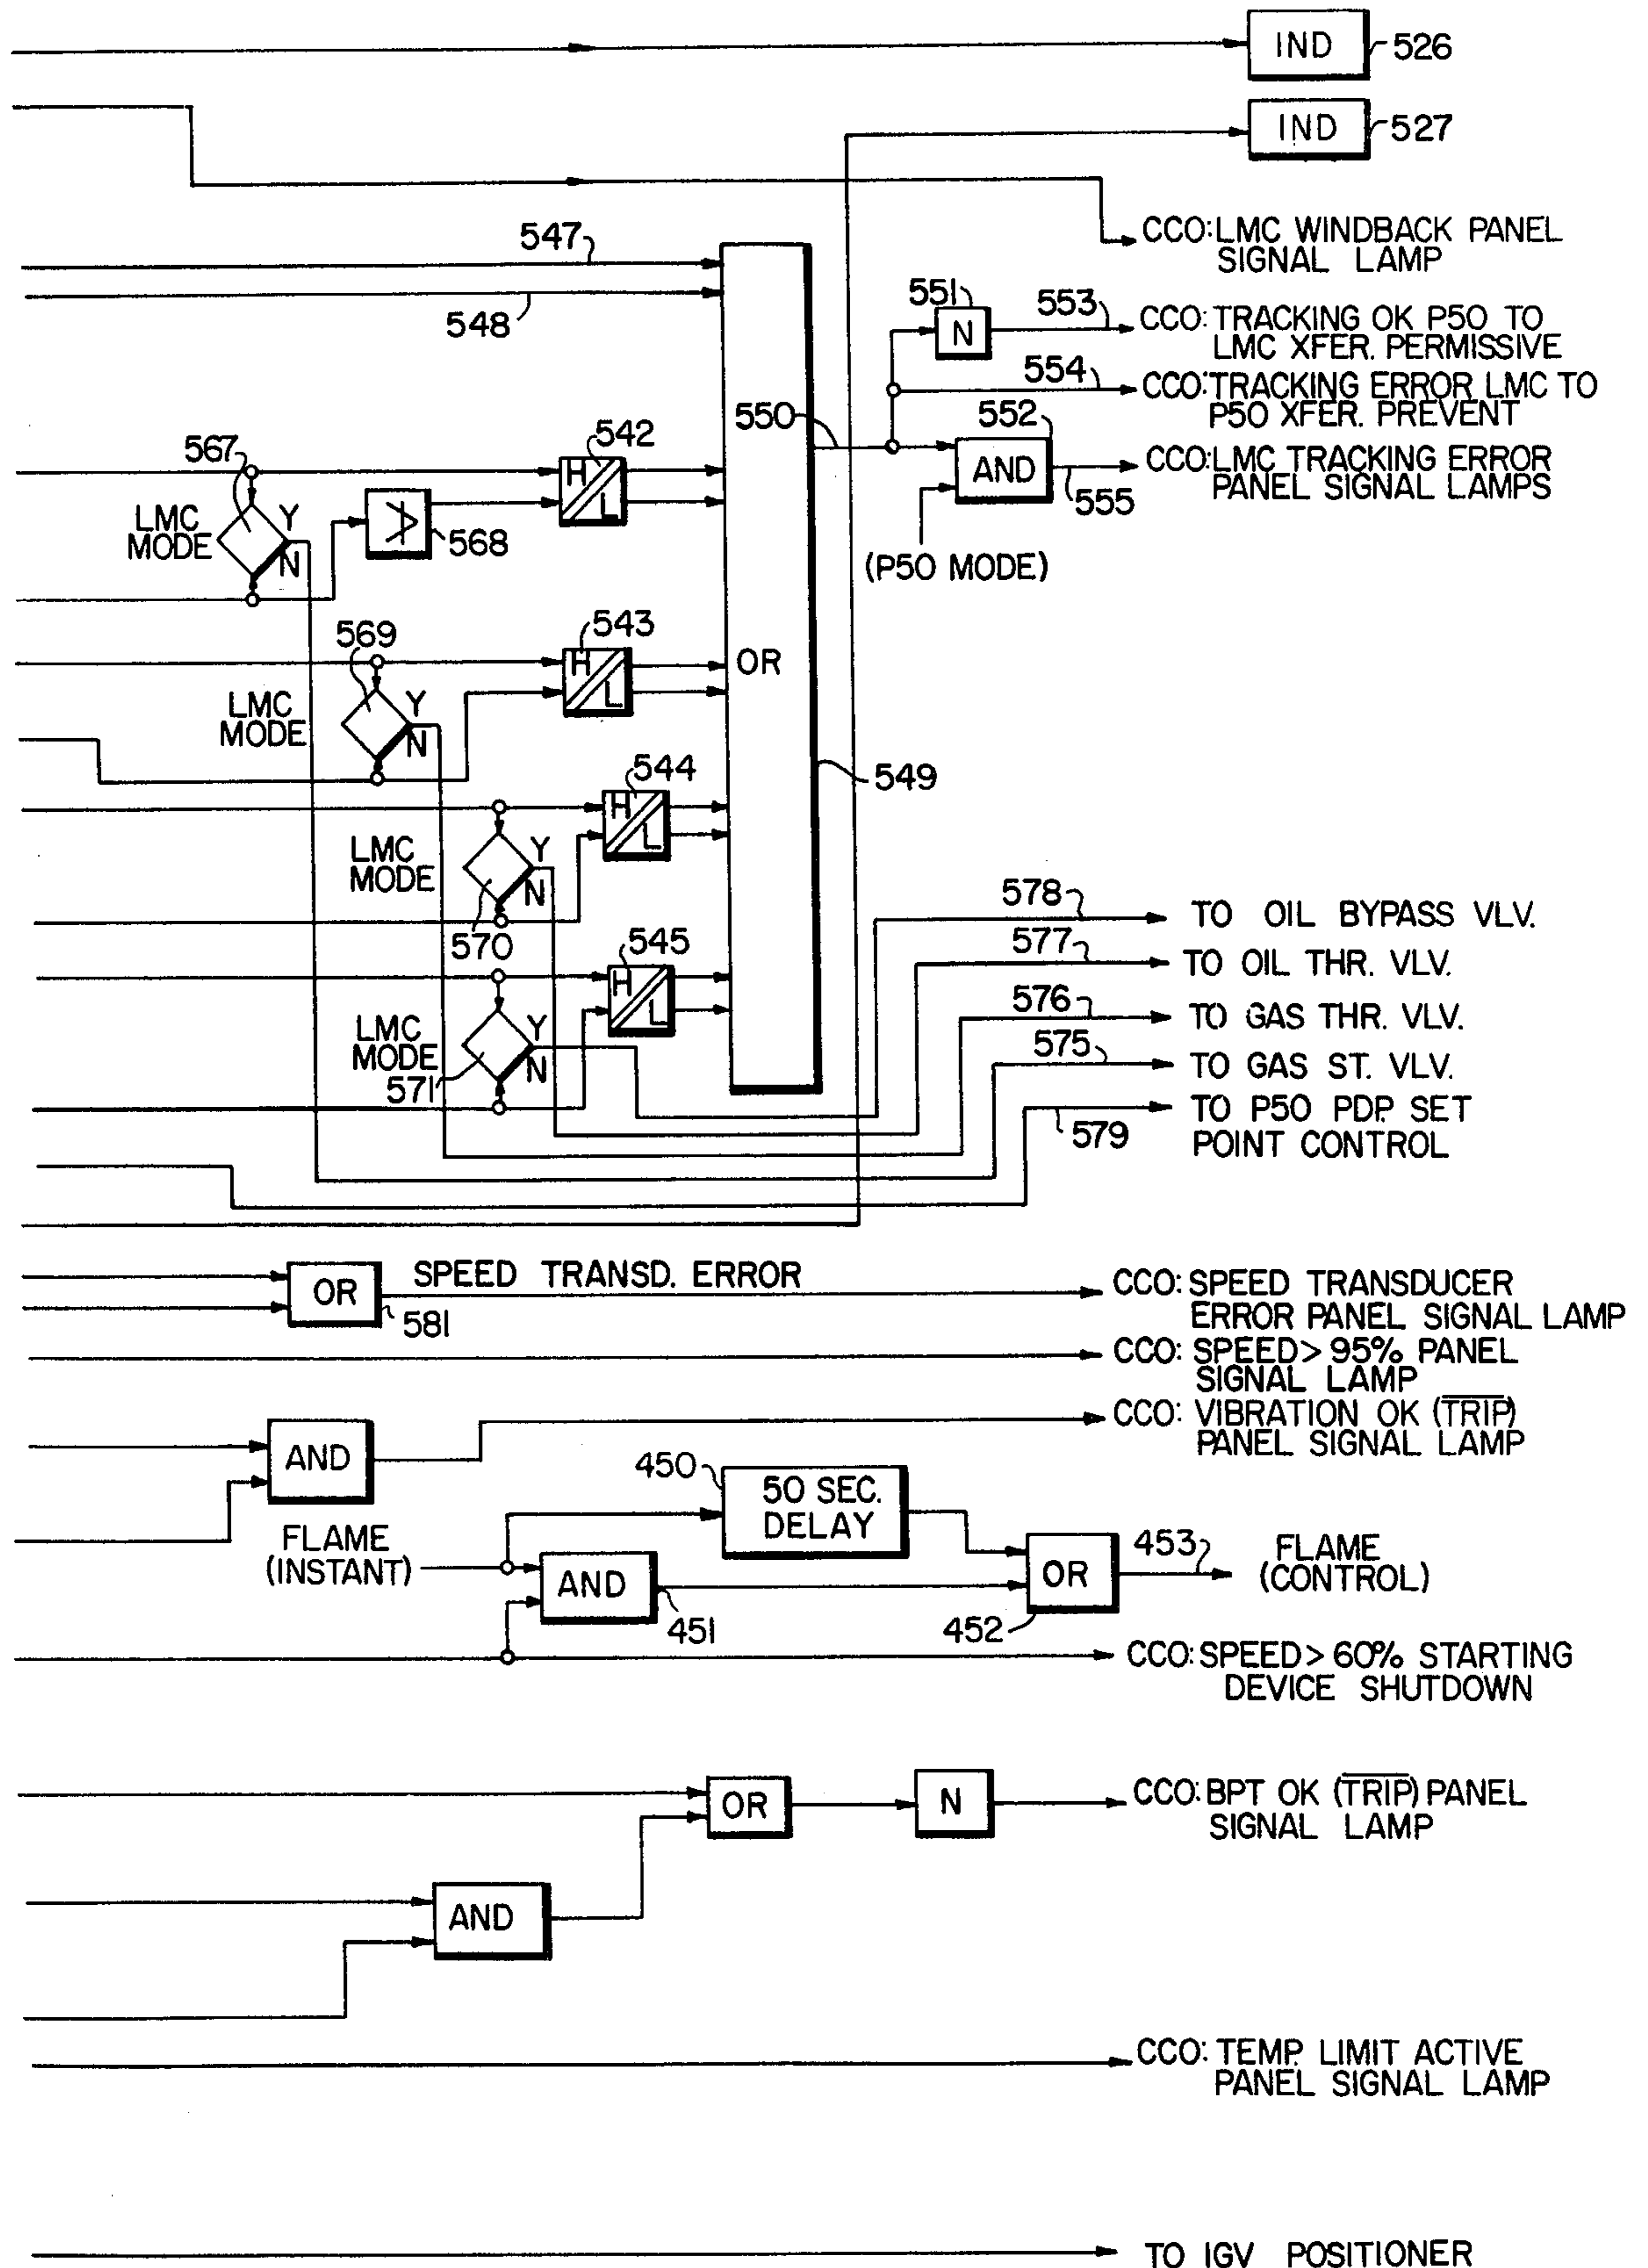 IND
526
IND
527
CCO: LMC WINDBACK PANEL
SIGNAL LAMP
547
548
551
N
553
CCO: TRACKING OK P50 TO
LMC XFER. PERMISSIVE
554
CCO: TRACKING ERROR LMC TO
P50 XFER. PREVENT
550
552
AND
CCO: LMC TRACKING ERROR
PANEL SIGNAL LAMPS
555
(P50 MODE)
567
LMC
MODE
Y
N
568
542
H
L
569
LMC
MODE
Y
N
543
H
L
OR
549
544
H
L
LMC
MODE
Y
N
570
545
H
L
LMC
MODE
Y
N
571
578
TO OIL BYPASS VLV.
577
TO OIL THR. VLV.
576
TO GAS THR. VLV.
575
TO GAS ST. VLV.
579
TO P50 PDP. SET
POINT CONTROL
OR
581
SPEED TRANSD. ERROR
CCO: SPEED TRANSDUCER
ERROR PANEL SIGNAL LAMP
CCO: SPEED > 95% PANEL
SIGNAL LAMP
AND
CCO: VIBRATION OK (T̅R̅I̅P̅)
PANEL SIGNAL LAMP
450
50 SEC.
DELAY
FLAME
(INSTANT)
AND
451
OR
452
453
FLAME
(CONTROL)
CCO: SPEED > 60% STARTING
DEVICE SHUTDOWN
OR
N
CCO: BPT OK (T̅R̅I̅P̅) PANEL
SIGNAL LAMP
AND
CCO: TEMP. LIMIT ACTIVE
PANEL SIGNAL LAMP
TO IGV POSITIONER